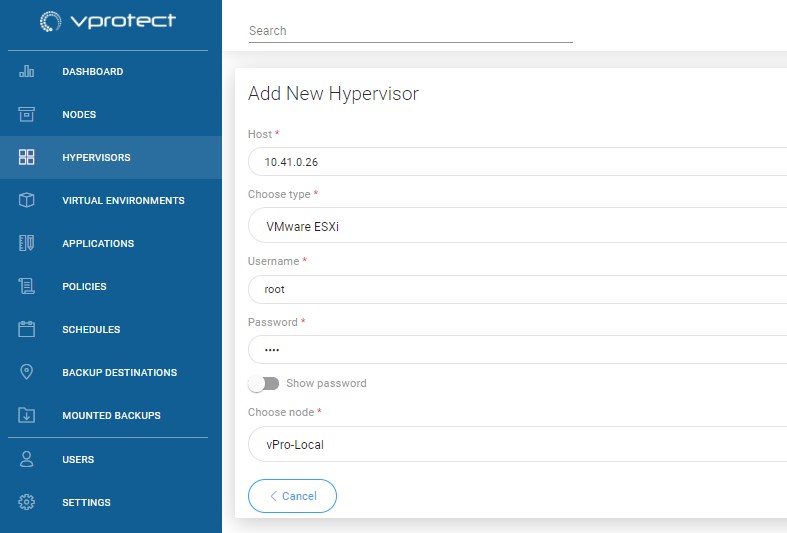 vprotect
Search
DASHBOARD
NODES
HYPERVISORS
VIRTUAL ENVIRONMENTS
APPLICATIONS
POLICIES
SCHEDULES
BACKUP DESTINATIONS
MOUNTED BACKUPS
USERS
SETTINGS
Add New Hypervisor
Host *
10.41.0.26
Choose type *
VMware ESXi
Username *
root
Password *
••••
Show password
Choose node *
vPro-Local
Cancel